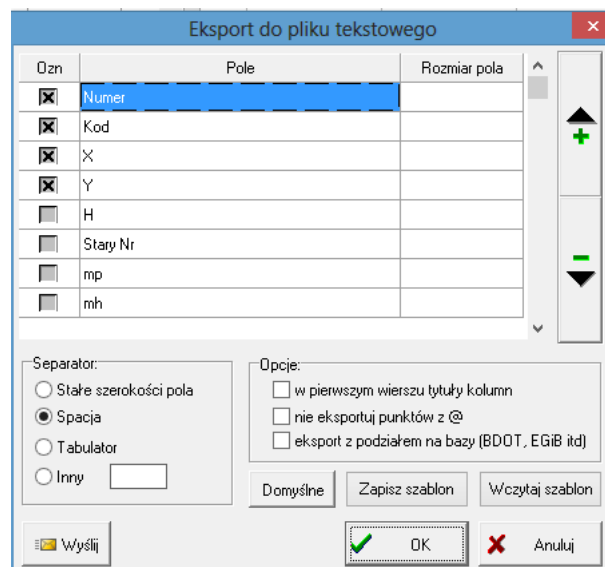 Eksport do pliku tekstowego
Ozn Pole Rozmiar pola
Numer
Kod
X
Y
H
Stary Nr
mp
mh
Separator:
Stałe szerokości pola
Spacja
Tabulator
Inny
Opcje:
w pierwszym wierszu tytuły kolumn
nie eksportuj punktów z @
eksport z podziałem na bazy (BDOT, EGiB itd)
Domyślne Zapisz szablon Wczytaj szablon
Wyślij OK Anuluj